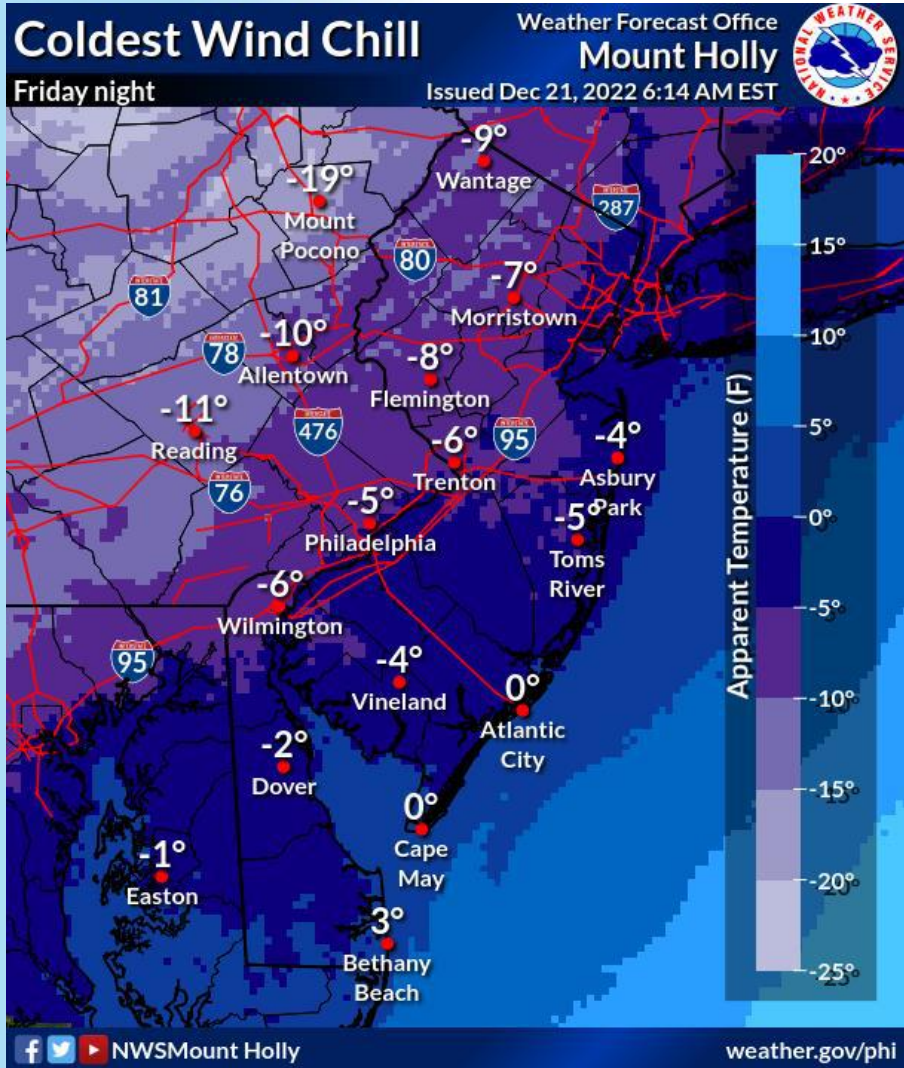 Coldest Wind Chill
Friday night
Weather Forecast Office
Mount Holly
Issued Dec 21, 2022 6:14 AM EST
NATIONAL WEATHER SERVICE
-9°
Wantage
-19°
Mount
Pocono
287
80
81
-7°
Morristown
-10°
Allentown
78
-8°
Flemington
-11°
Reading
476
95
-4°
Asbury
Park
-6°
Trenton
76
-5°
Philadelphia
-5°
Toms
River
-6°
Wilmington
95
-4°
Vineland
0°
Atlantic
City
-2°
Dover
0°
Cape
May
-1°
Easton
3°
Bethany
Beach
Apparent Temperature (F)
20°
15°
10°
5°
0°
-5°
-10°
-15°
-20°
-25°
NWSMount Holly
weather.gov/phi